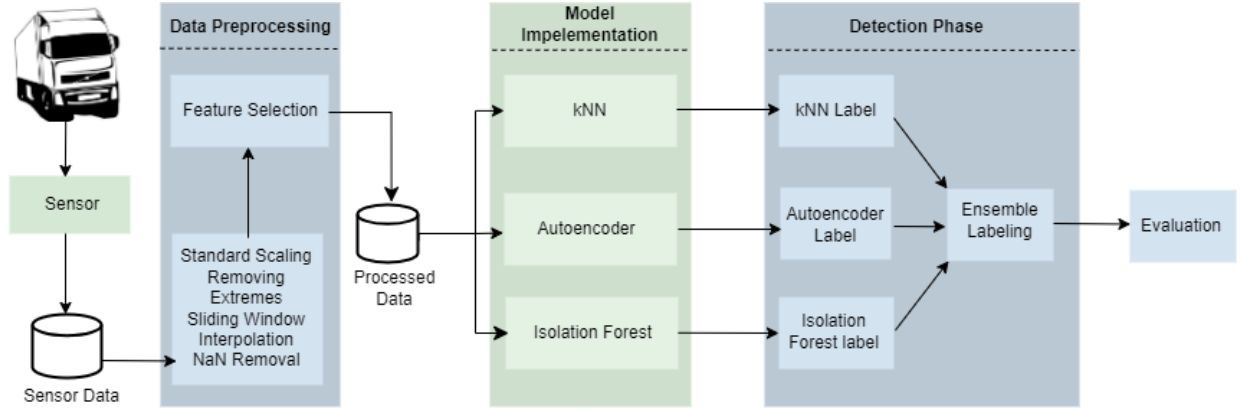 Data Preprocessing
Model
Impelementation
Detection Phase
Feature Selection
kNN
kNN Label
Sensor
Standard Scaling
Removing
Extremes
Sliding Window
Interpolation
NaN Removal
Processed
Data
Autoencoder
Autoencoder
Label
Ensemble
Labeling
Evaluation
Isolation Forest
Isolation
Forest label
Sensor Data